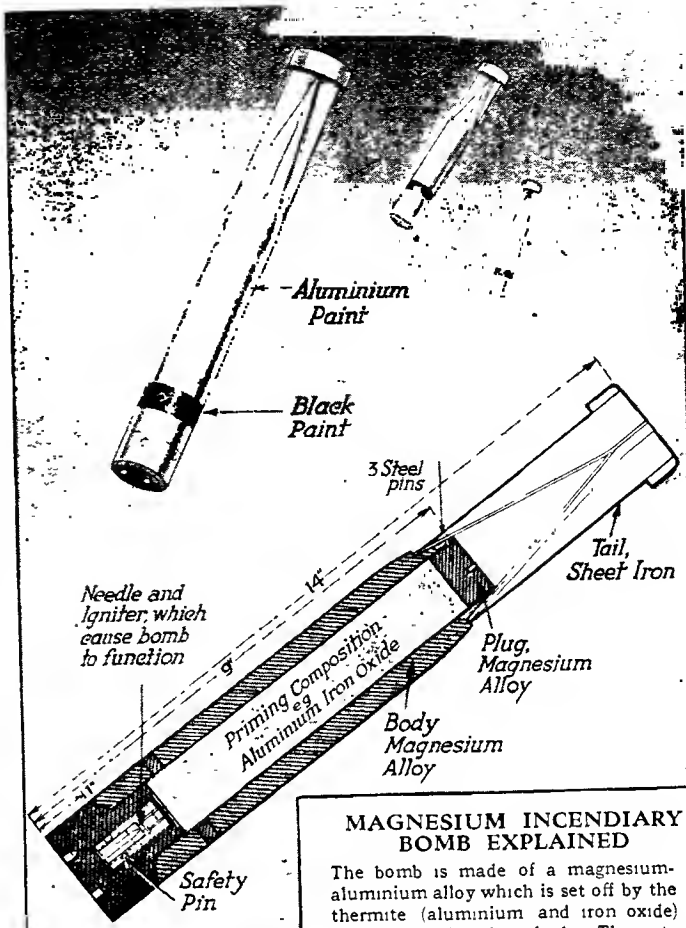 Aluminium
Paint
Black
Paint
3 Steel
pins
14"
Tail,
Sheet Iron
Needle and
Igniter, which
cause bomb
to function
9"
Plug,
Magnesium
Alloy
Priming Composition
eg
Aluminium Iron Oxide
Body
Magnesium
Alloy
1"
Safety
Pin
MAGNESIUM INCENDIARY
BOMB EXPLAINED
The bomb is made of a magnesium-
aluminium alloy which is set off by the
thermite (aluminium and iron oxide)